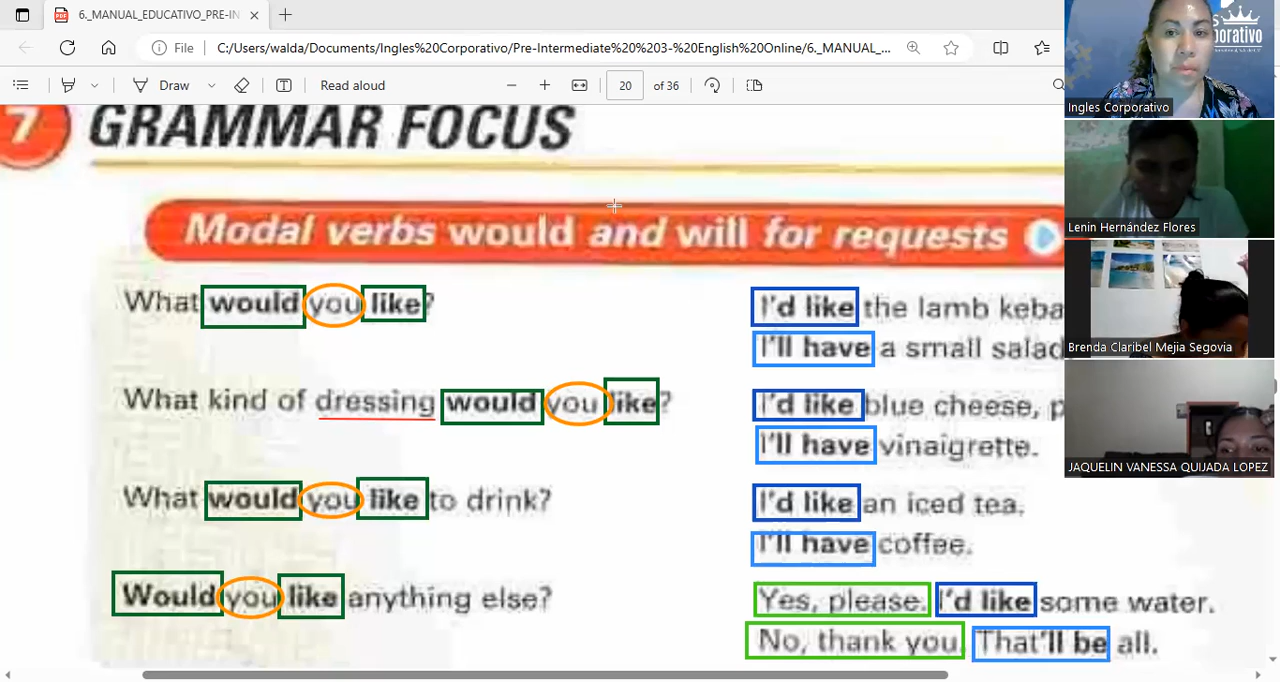 6._MANUAL_EDUCATIVO_PRE-IN
File
C:/Users/walda/Documents/Ingles%20Corporativo/Pre-Intermediate%20%203-%20English%20Online/6._MANUAL_...
Draw
Read aloud
20 of 36
7 GRAMMAR FOCUS
Modal verbs would and will for requests
What would you like? I'd like the lamb keba
I'll have a small salad
What kind of dressing would you like? I'd like blue cheese, p
I'll have vinaigrette.
What would you like to drink? I'd like an iced tea.
I'll have coffee.
Would you like anything else? Yes, please. I'd like some water.
No, thank you. That'll be all.
orporativo
Ingles Corporativo
Lenin Hernández Flores
Brenda Claribel Mejia Segovia
JAQUELIN VANESSA QUIJADA LOPEZ